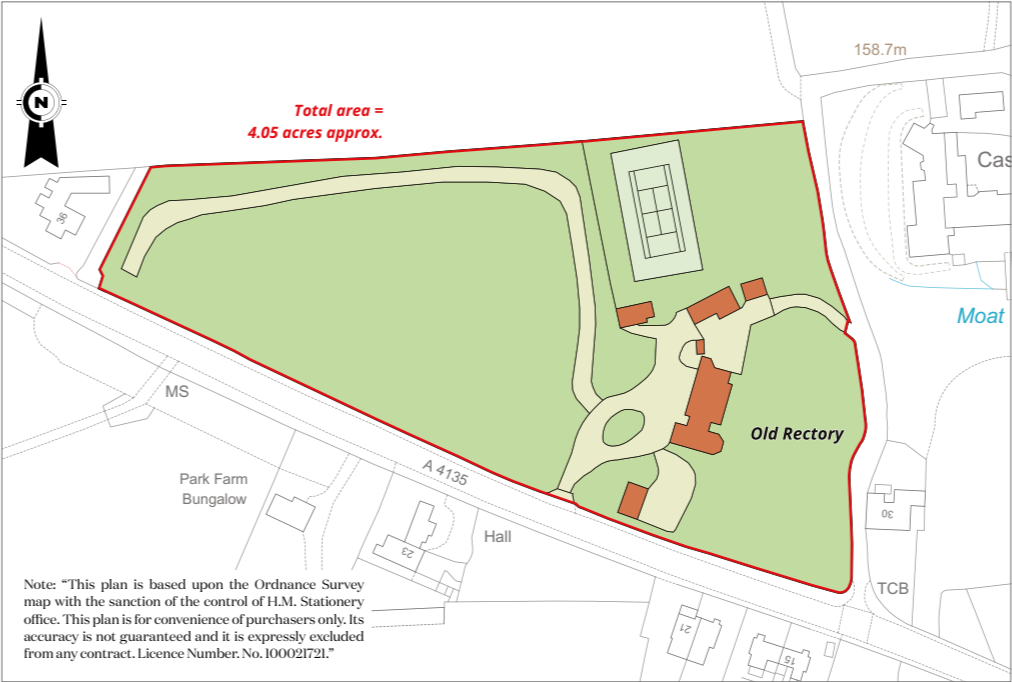 N
158.7m
Total area =
4.05 acres approx.
Cas
36
Moat
MS
Old Rectory
A 4135
Park Farm
Bungalow
30
Hall
23
TCB
21
15
Note: “This plan is based upon the Ordnance Survey
map with the sanction of the control of H.M. Stationery
office. This plan is for convenience of purchasers only. Its
accuracy is not guaranteed and it is expressly excluded
from any contract. Licence Number. No. 100021721.”